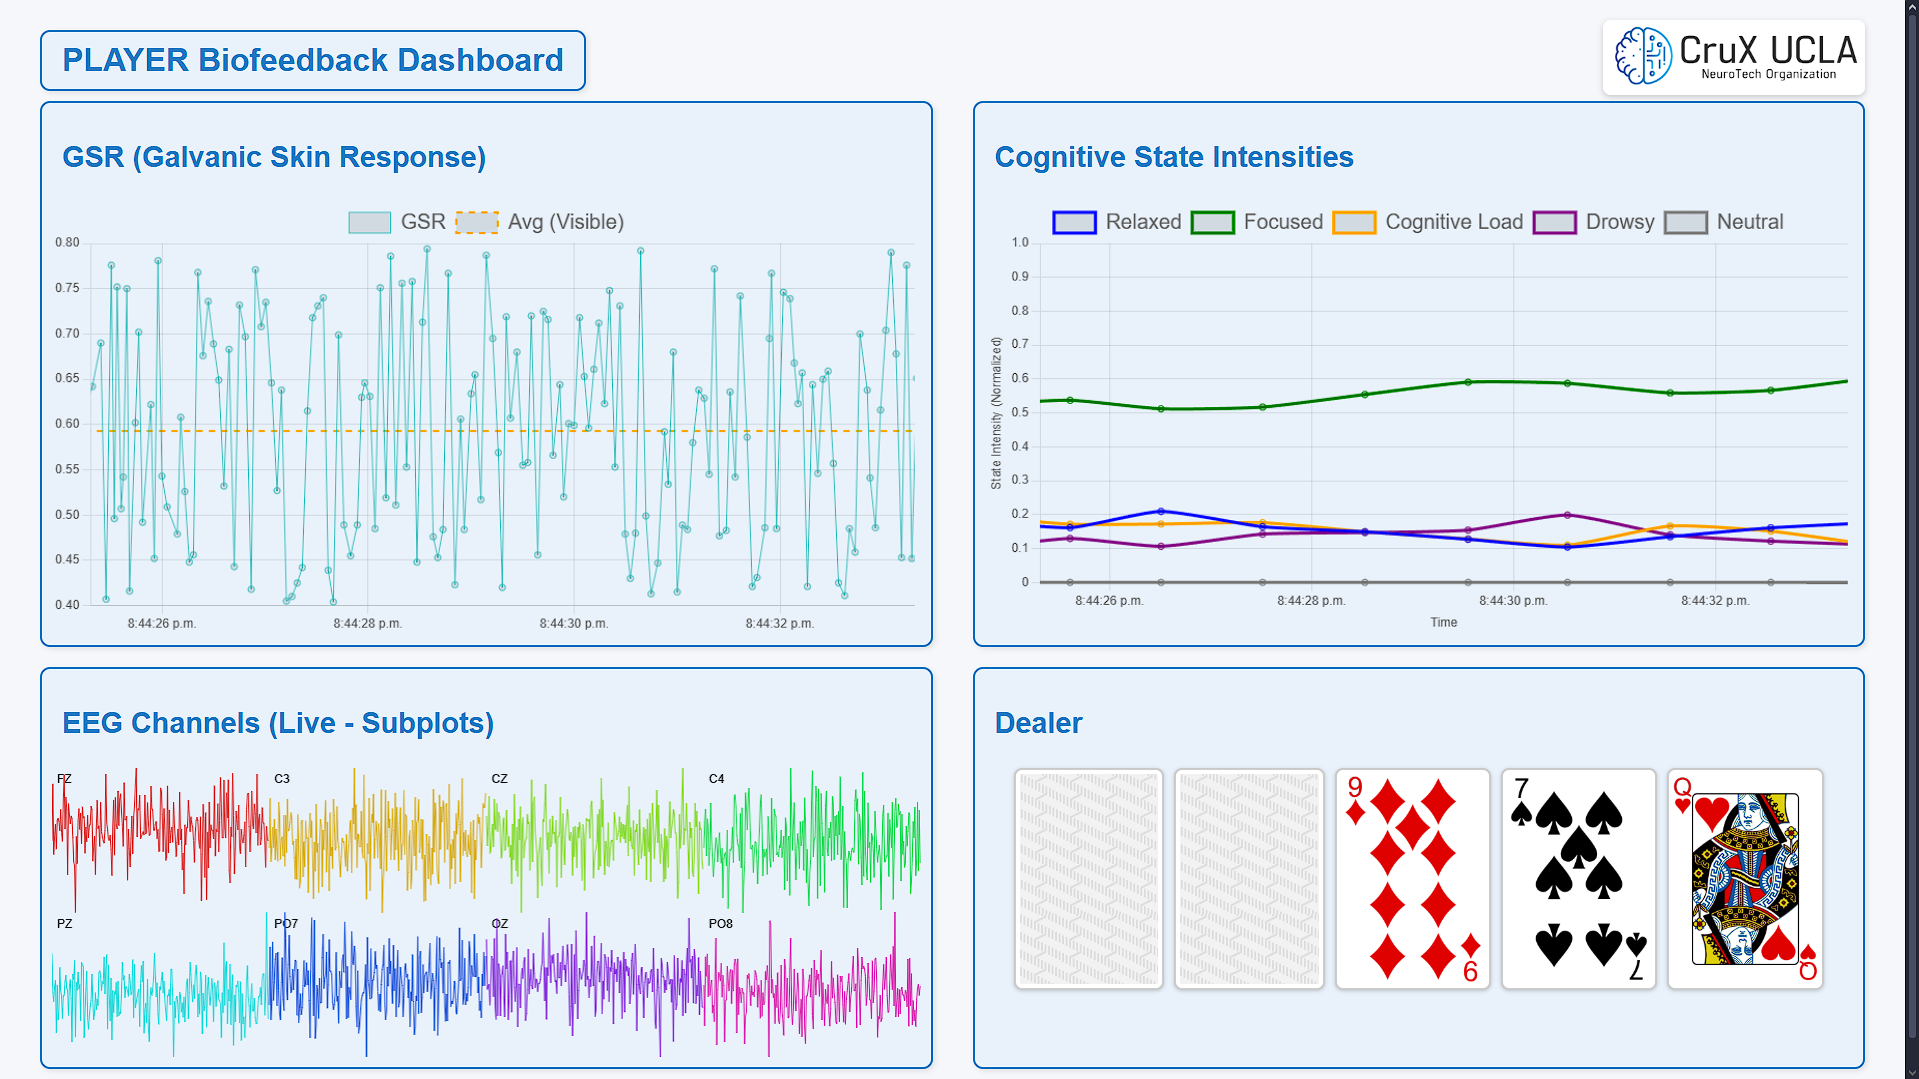 PLAYER Biofeedback Dashboard
CruX UCLA
NeuroTech Organization
GSR (Galvanic Skin Response)
GSR Avg (Visible)
0.80
0.75
0.70
0.65
0.60
0.55
0.50
0.45
0.40
8:44:26 p.m. 8:44:28 p.m. 8:44:30 p.m. 8:44:32 p.m.
Cognitive State Intensities
Relaxed Focused Cognitive Load Drowsy Neutral
State Intensity (Normalized)
1.0
0.9
0.8
0.7
0.6
0.5
0.4
0.3
0.2
0.1
0
8:44:26 p.m. 8:44:28 p.m. 8:44:30 p.m. 8:44:32 p.m.
Time
EEG Channels (Live - Subplots)
FZ C3 CZ C4
PZ PO7 OZ PO8
Dealer
9 7 Q
9 7 Q